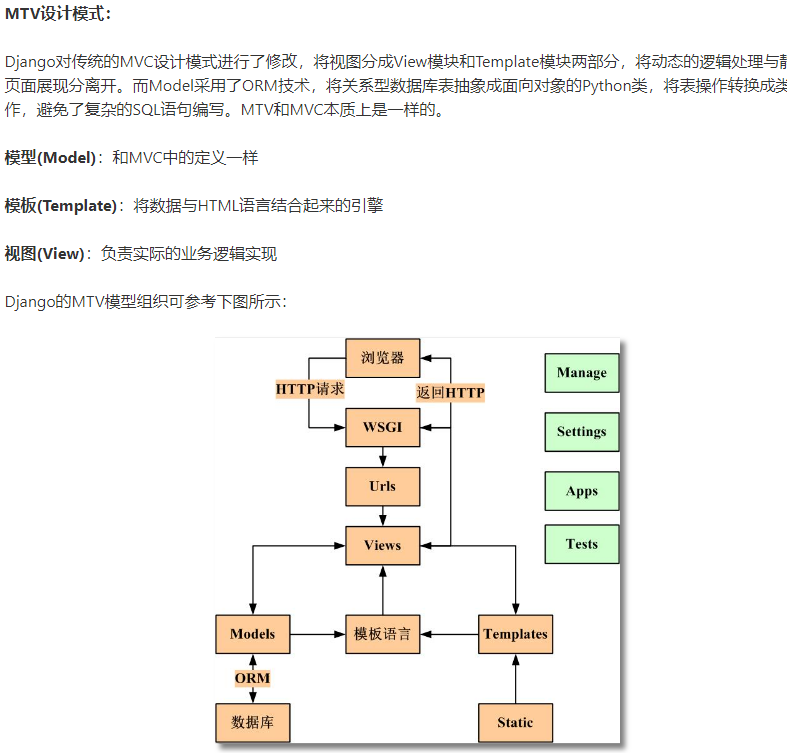 MTV设计模式：
Django对传统的MVC设计模式进行了修改，将视图分成View模块和Template模块两部分，将动态的逻辑处理与
页面展现分离开。而Model采用了ORM技术，将关系型数据库表抽象成面向对象的Python类，将表操作转换成
作，避免了复杂的SQL语句编写。MTV和MVC本质上是一样的。
模型(Model)：和MVC中的定义一样
模板(Template)：将数据与HTML语言结合起来的引擎
视图(View)：负责实际的业务逻辑实现
Django的MTV模型组织可参考下图所示：
浏览器
Manage
HTTP请求
返回HTTP
WSGI
Settings
Urls
Apps
Views
Tests
Models
模板语言
Templates
ORM
数据库
Static